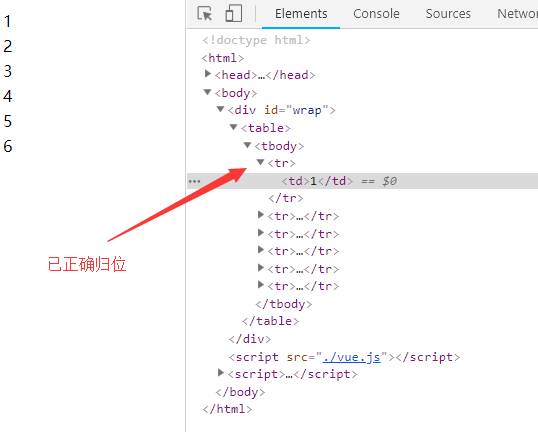 1
2
3
4
5
6
Elements Console Sources Network
<!doctype html>
<html>
<head>…</head>
<body>
<div id="wrap">
<table>
<tbody>
<tr>
<td>1</td> == $0
</tr>
<tr>…</tr>
<tr>…</tr>
<tr>…</tr>
<tr>…</tr>
<tr>…</tr>
</tbody>
</table>
</div>
<script src="./vue.js"></script>
<script>…</script>
</body>
</html>
已正确归位